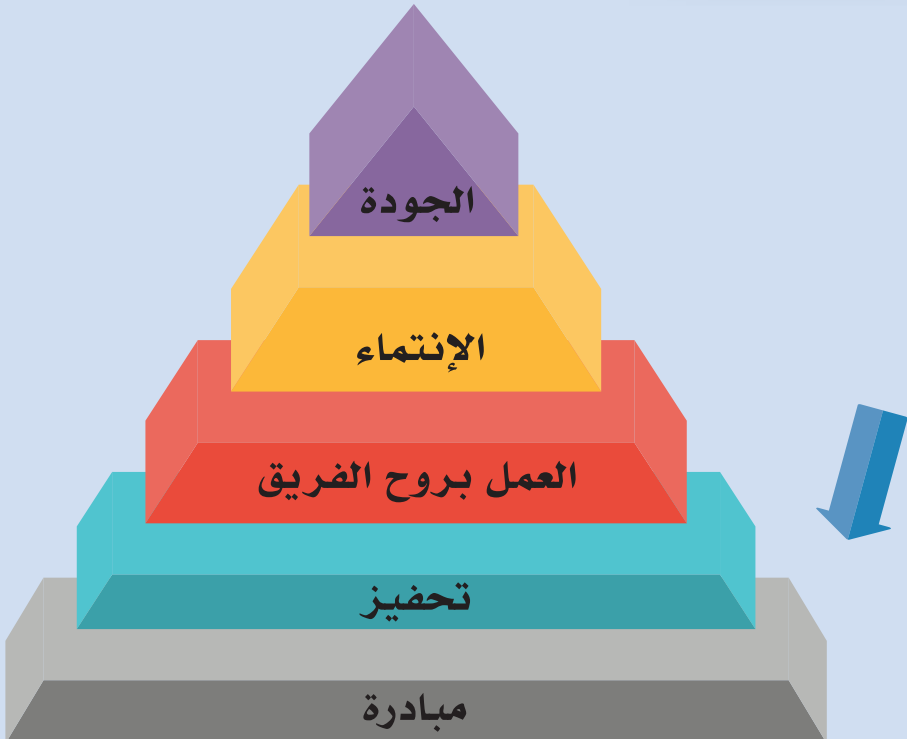 الجودة
الإنتماء
العمل بروح الفريق
تحفيز
مبادرة